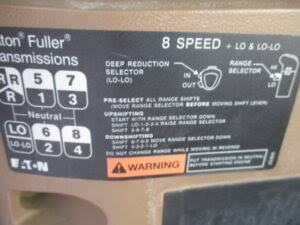 ton® Fuller®
ansmissions
8 SPEED + LO & LO-LO
R R 5 7
R 1 3
Neutral
LO 6 8
LO-LO 2 4
DEEP REDUCTION
SELECTOR
(LO-LO)
IN
OUT
RANGE
SELECTOR
HI
LO
PRE-SELECT ALL RANGE SHIFTS
(MOVE RANGE SELECTOR BEFORE MOVING SHIFT LEVER)
UPSHIFTING
START WITH RANGE SELECTOR DOWN
SHIFT LO-1-2-3-4 RAISE RANGE SELECTOR
SHIFT 5-6-7-8
DOWNSHIFTING
SHIFT 8-7-6-5 MOVE RANGE SELECTOR DOWN
SHIFT 4-3-2-1-LO
DO NOT CHANGE RANGE WHILE MOVING IN REVERSE
EATON
WARNING
PUT TRANSMISSION IN NEUTRAL
BEFORE STARTING ENGINE